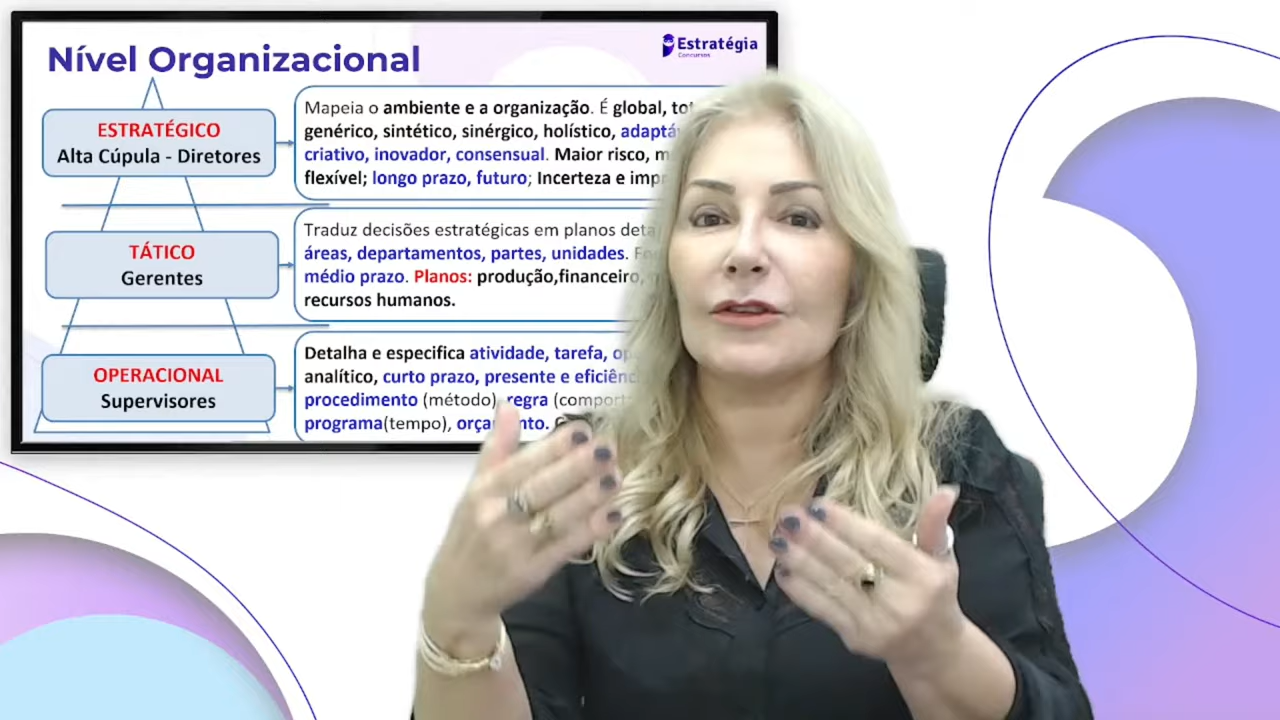 Nível Organizacional
Estratégia
Concursos
ESTRATÉGICO
Alta Cúpula - Diretores
Mapeia o ambiente e a organização. É global,
genérico, sintético, sinérgico, holístico,
criativo, inovador, consensual. Maior risco,
flexível; longo prazo, futuro; Incerteza e
TÁTICO
Gerentes
Traduz decisões estratégicas em planos
áreas, departamentos, partes, unidades.
médio prazo. Planos: produção,financeiro,
recursos humanos.
OPERACIONAL
Supervisores
Detalha e especifica atividade, tarefa,
analítico, curto prazo, presente e
procedimento (método), regra
programa(tempo),